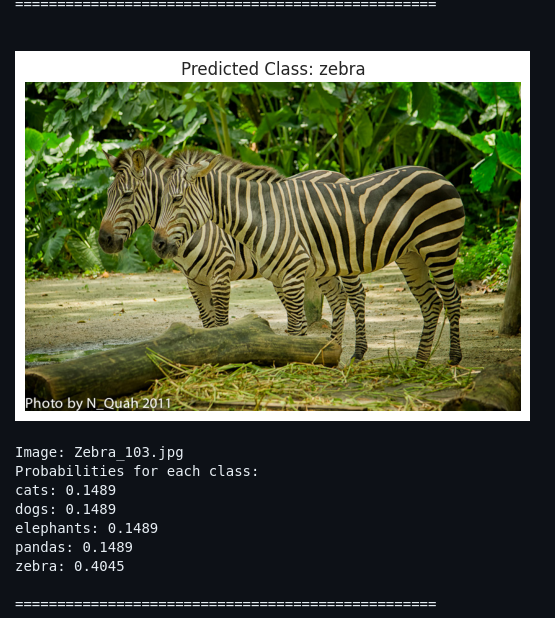 ==================================================
Predicted Class: zebra
Photo by N_Quah 2011
Image: Zebra_103.jpg
Probabilities for each class:
cats: 0.1489
dogs: 0.1489
elephants: 0.1489
pandas: 0.1489
zebra: 0.4045
==================================================